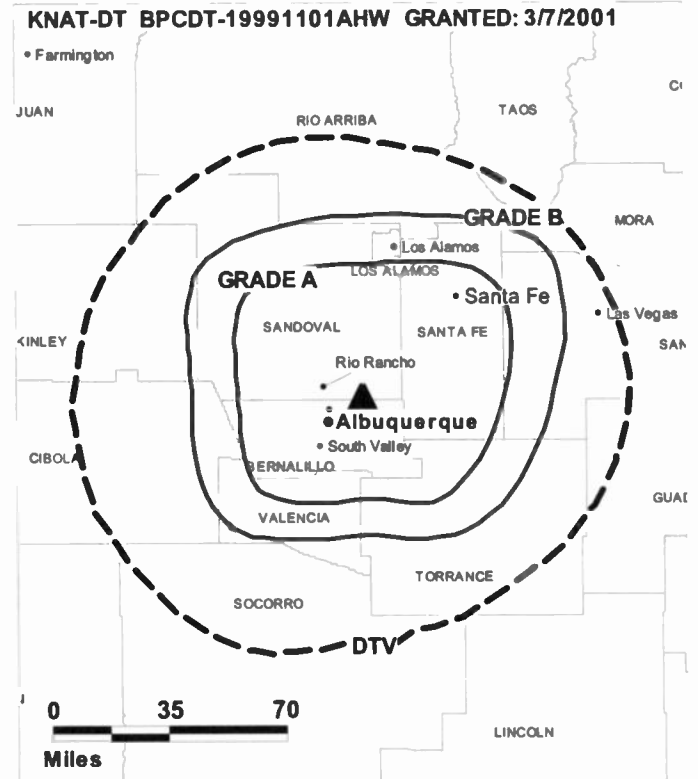 KNAT-DT BPCDT-19991101AHW GRANTED: 3/7/2001
Farmington
JUAN
RIO ARRIBA
TAOS
GRADE B
MORA
Los Alamos
LOS ALAMOS
GRADE A
Santa Fe
Las Vegas
SANDOVAL
SANTA FE
KINLEY
SAN
Rio Rancho
Albuquerque
South Valley
CIBOLA
BERNALILLO
GUAD
VALENCIA
TORRANCE
SOCORRO
DTV
0 35 70
Miles
LINCOLN